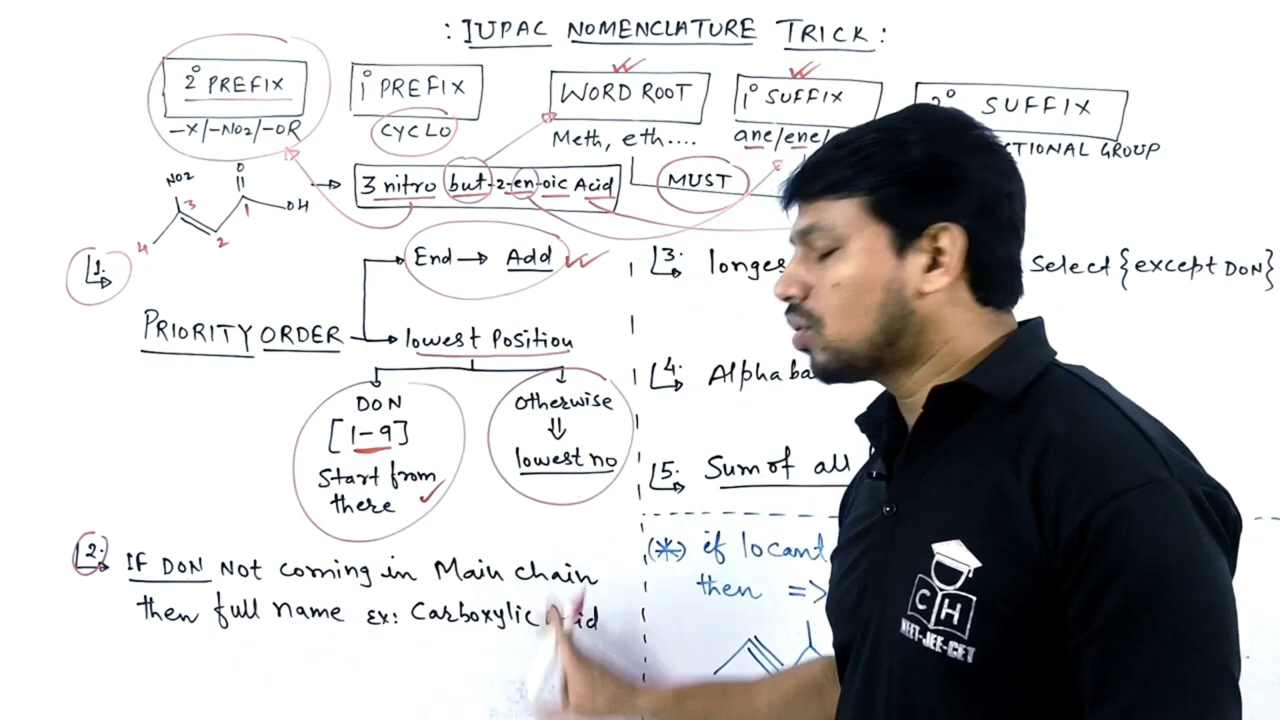 : IUPAC NOMENCLATURE TRICK :
2° PREFIX
-X/-NO2/-OR
1° PREFIX
CYCLO
WORD ROOT
Meth, eth....
1° SUFFIX
ane/ene/
SUFFIX
CTIONAL GROUP
MUST
NO2
O
OH
4 3 2 1
3 nitro but-2-en-oic Acid
1.
PRIORITY ORDER
End → Add
lowest Position
DON
[1-9]
Start from
there
otherwise
⇓
lowest no
2. IF DON Not coming in Main chain
then full name Ex: Carboxylic
3. longes
Select {except DON}
4. Alphaba
5. Sum of all
(*) if locant
then =>
CH
NEET-JEE-CET